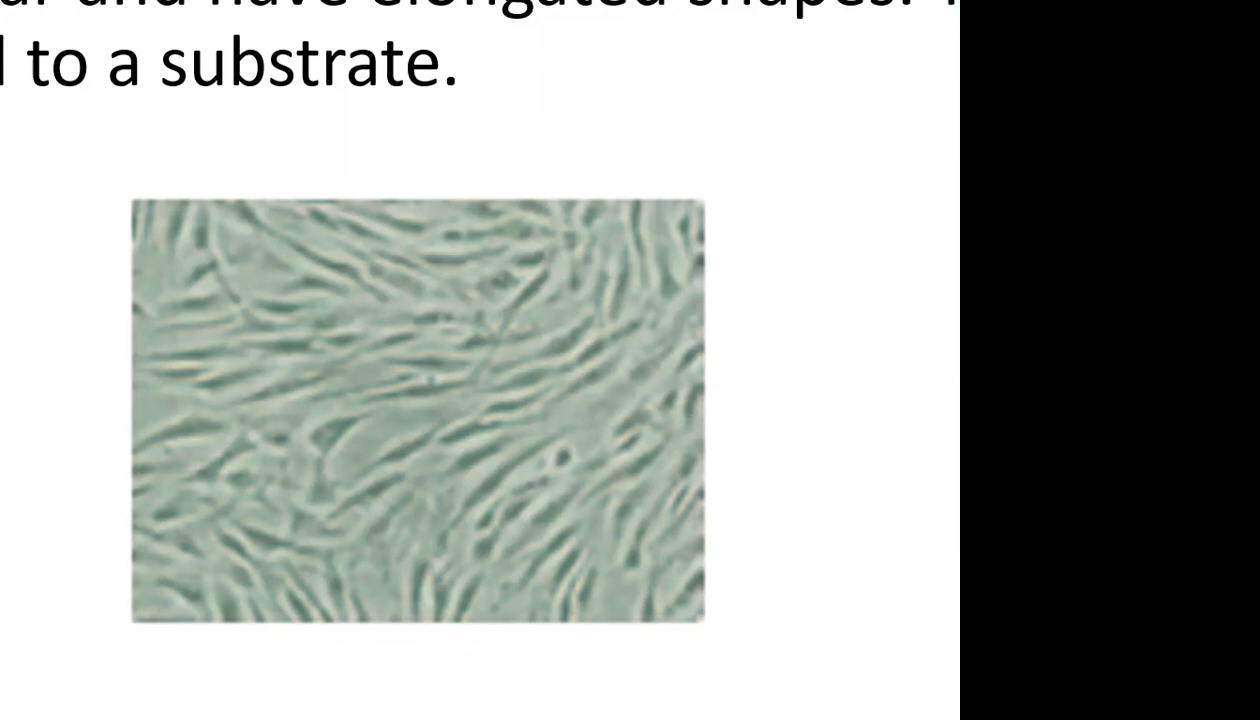 and have elongated shapes.
to a substrate.